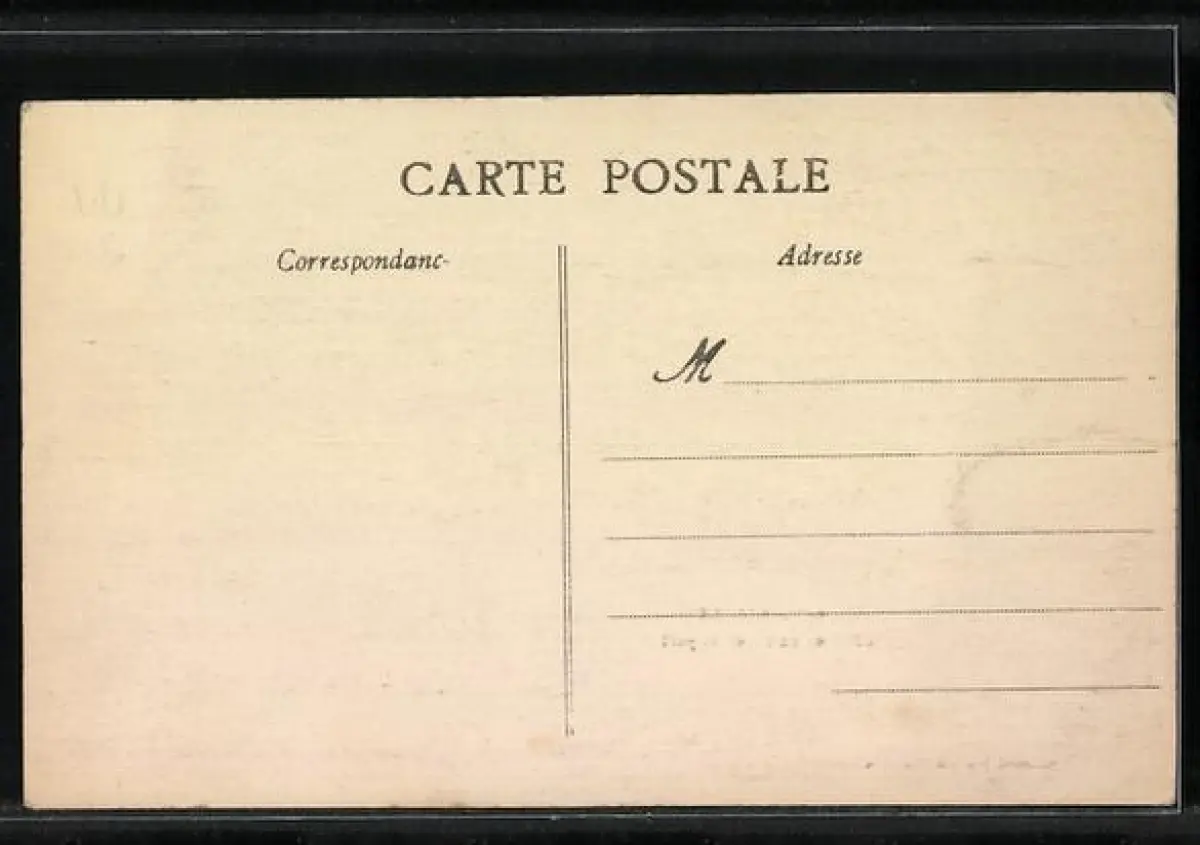 CARTE POSTALE
Correspondanc-
Adresse
M